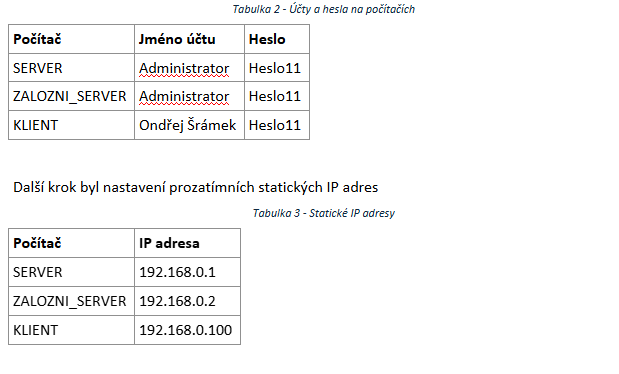 Tabulka 2 - Účty a hesla na počítačích
Počítač Jméno účtu Heslo
SERVER Administrator Heslo11
ZALOZNI_SERVER Administrator Heslo11
KLIENT Ondřej Šrámek Heslo11
Další krok byl nastavení prozatímních statických IP adres
Tabulka 3 - Statické IP adresy
Počítač IP adresa
SERVER 192.168.0.1
ZALOZNI_SERVER 192.168.0.2
KLIENT 192.168.0.100